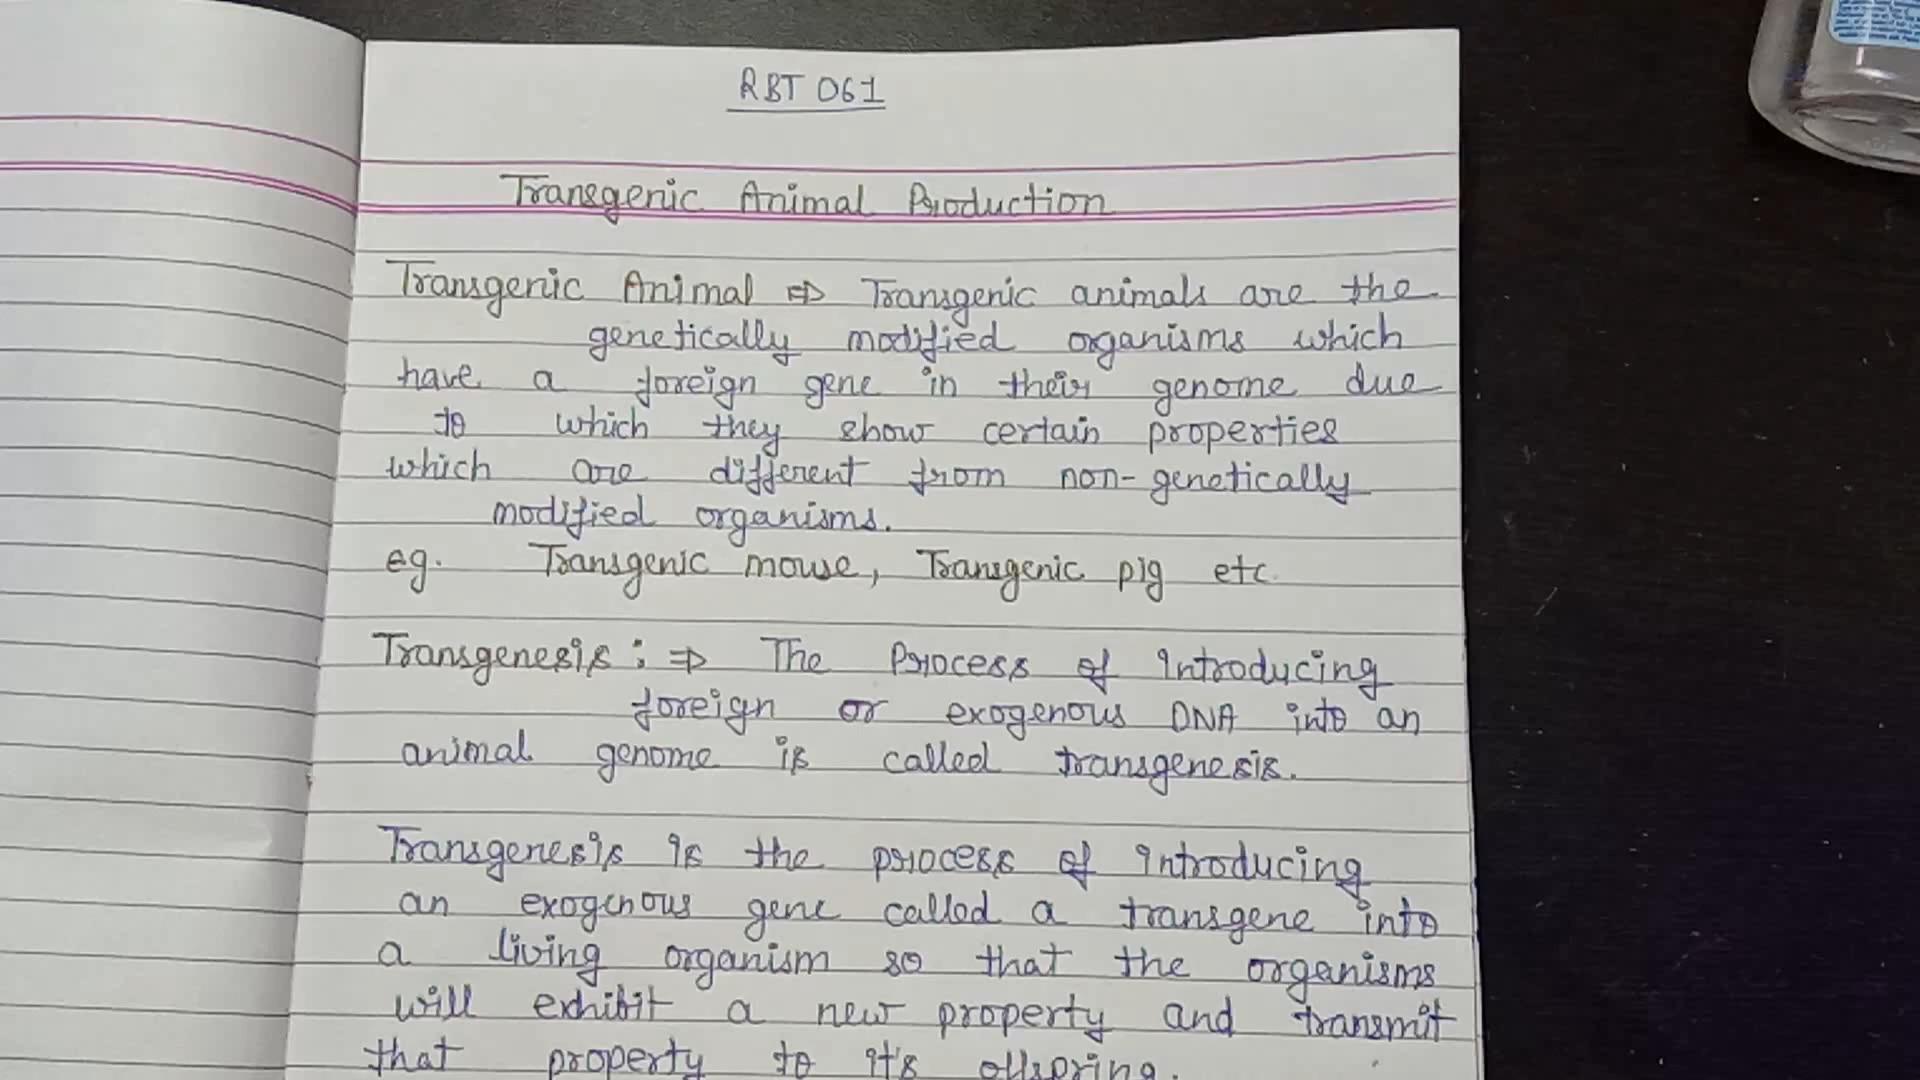 RBT 061
Transgenic Animal Production
Transgenic Animal ⇒ Transgenic animals are the
genetically modified organisms which
have a foreign gene in their genome due
to which they show certain properties
which are different from non-genetically
modified organisms.
eg. Transgenic mouse, Transgenic pig etc.
Transgenesis : ⇒ The Process of introducing
foreign or exogenous DNA into an
animal genome is called transgenesis.
Transgenesis is the process of introducing
an exogenous gene called a transgene into
a living organism so that the organisms
will exhibit a new property and transmit
that property to it's offspring.